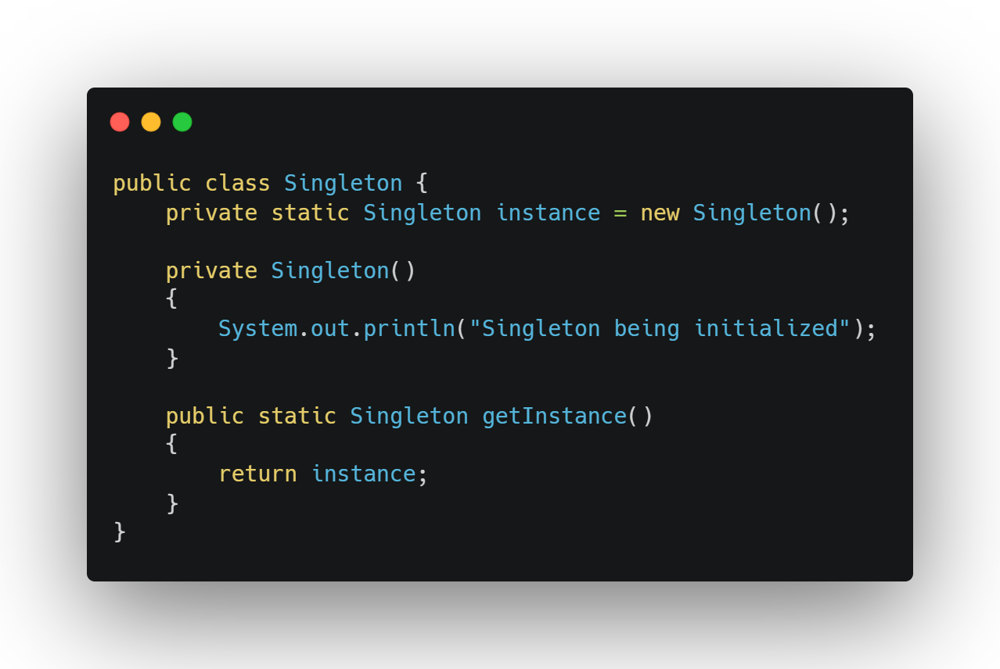 public class Singleton {
    private static Singleton instance = new Singleton();

    private Singleton()
    {
        System.out.println("Singleton being initialized");
    }

    public static Singleton getInstance()
    {
        return instance;
    }
}